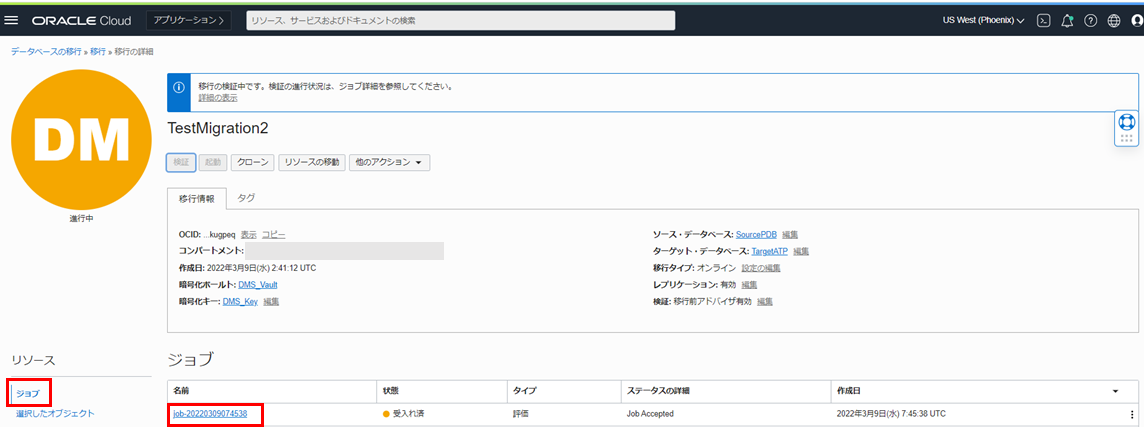 ORACLE Cloud アプリケーション > リソース、サービスおよびドキュメントの検索 US West (Phoenix)
データベースの移行 » 移行 » 移行の詳細
DM
進行中
移行の検証中です。検証の進行状況は、ジョブ詳細を参照してください。
詳細の表示
TestMigration2
検証 起動 クローン リソースの移動 他のアクション
移行情報 タグ
OCID: ...kugpeq 表示 コピー
コンパートメント:
作成日: 2022年3月9日(水) 2:41:12 UTC
暗号化ボールト: DMS_Vault
暗号化キー: DMS_Key 編集
ソース・データベース: SourcePDB 編集
ターゲット・データベース: TargetATP 編集
移行タイプ: オンライン 設定の編集
レプリケーション: 有効 編集
検証: 移行前アドバイザ有効 編集
リソース
ジョブ
選択したオブジェクト
ジョブ
名前 状態 タイプ ステータスの詳細 作成日
job-20220309074538 受入れ済 評価 Job Accepted 2022年3月9日(水) 7:45:38 UTC